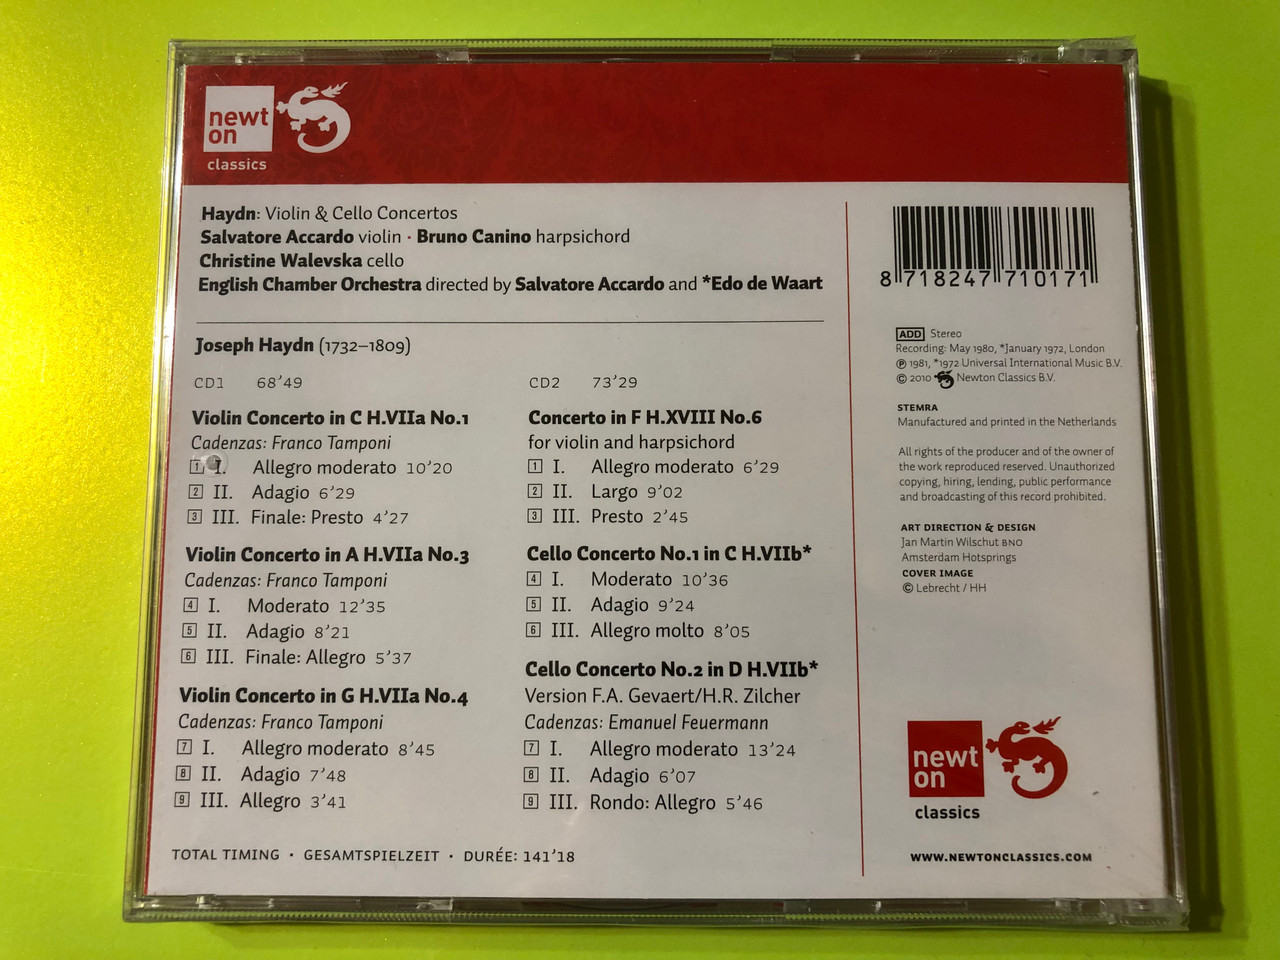 newt
on
classics
Haydn: Violin & Cello Concertos
Salvatore Accardo violin · Bruno Canino harpsichord
Christine Walevska cello
English Chamber Orchestra directed by Salvatore Accardo and *Edo de Waart
Joseph Haydn (1732–1809)
CD1 68’49
Violin Concerto in C H.VIIa No.1
Cadenzas: Franco Tamponi
1 I. Allegro moderato 10’20
2 II. Adagio 6’29
3 III. Finale: Presto 4’27
Violin Concerto in A H.VIIa No.3
Cadenzas: Franco Tamponi
4 I. Moderato 12’35
5 II. Adagio 8’21
6 III. Finale: Allegro 5’37
Violin Concerto in G H.VIIa No.4
Cadenzas: Franco Tamponi
7 I. Allegro moderato 8’45
8 II. Adagio 7’48
9 III. Allegro 3’41
CD2 73’29
Concerto in F H.XVIII No.6
for violin and harpsichord
1 I. Allegro moderato 6’29
2 II. Largo 9’02
3 III. Presto 2’45
Cello Concerto No.1 in C H.VIIb*
4 I. Moderato 10’36
5 II. Adagio 9’24
6 III. Allegro molto 8’05
Cello Concerto No.2 in D H.VIIb*
Version F.A. Gevaert/H.R. Zilcher
Cadenzas: Emanuel Feuermann
7 I. Allegro moderato 13’24
8 II. Adagio 6’07
9 III. Rondo: Allegro 5’46
TOTAL TIMING · GESAMTSPIELZEIT · DURÉE: 141’18
8 718247 710171
ADD Stereo
Recording: May 1980, *January 1972, London
℗ 1981, *1972 Universal International Music B.V.
© 2010 Newton Classics B.V.
STEMRA
Manufactured and printed in the Netherlands
All rights of the producer and of the owner of
the work reproduced reserved. Unauthorized
copying, hiring, lending, public performance
and broadcasting of this record prohibited.
ART DIRECTION & DESIGN
Jan Martin Wilschut BNO
Amsterdam Hotsprings
COVER IMAGE
© Lebrecht / HH
newt
on
classics
WWW.NEWTONCLASSICS.COM